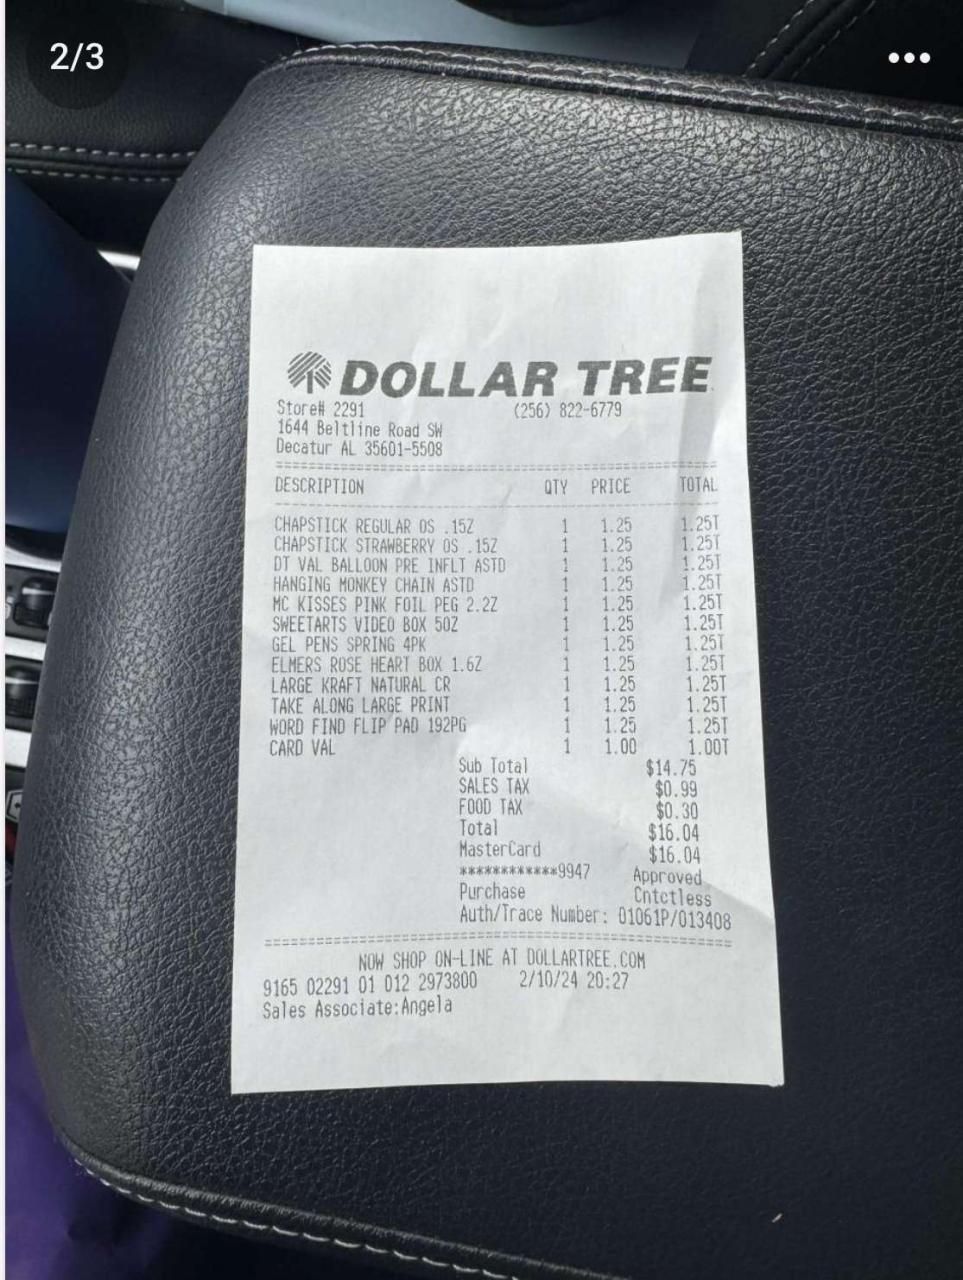 2/3
DOLLAR TREE
Store# 2291 (256) 822-6779
1644 Beltline Road SW
Decatur AL 35601-5508
DESCRIPTION QTY PRICE TOTAL
CHAPSTICK REGULAR OS .15Z 1 1.25 1.25T
CHAPSTICK STRAWBERRY OS .15Z 1 1.25 1.25T
DT VAL BALLOON PRE INFLT ASTD 1 1.25 1.25T
HANGING MONKEY CHAIN ASTD 1 1.25 1.25T
MC KISSES PINK FOIL PEG 2.2Z 1 1.25 1.25T
SWEETARTS VIDEO BOX 5OZ 1 1.25 1.25T
GEL PENS SPRING 4PK 1 1.25 1.25T
ELMERS ROSE HEART BOX 1.6Z 1 1.25 1.25T
LARGE KRAFT NATURAL CR 1 1.25 1.25T
TAKE ALONG LARGE PRINT 1 1.25 1.25T
WORD FIND FLIP PAD 192PG 1 1.25 1.25T
CARD VAL 1 1.00 1.00T
Sub Total $14.75
SALES TAX $0.99
FOOD TAX $0.30
Total $16.04
MasterCard $16.04
************9947 Approved
Purchase Cntctless
Auth/Trace Number: 01061P/013408
NOW SHOP ON-LINE AT DOLLARTREE.COM
9165 02291 01 012 2973800 2/10/24 20:27
Sales Associate:Angela